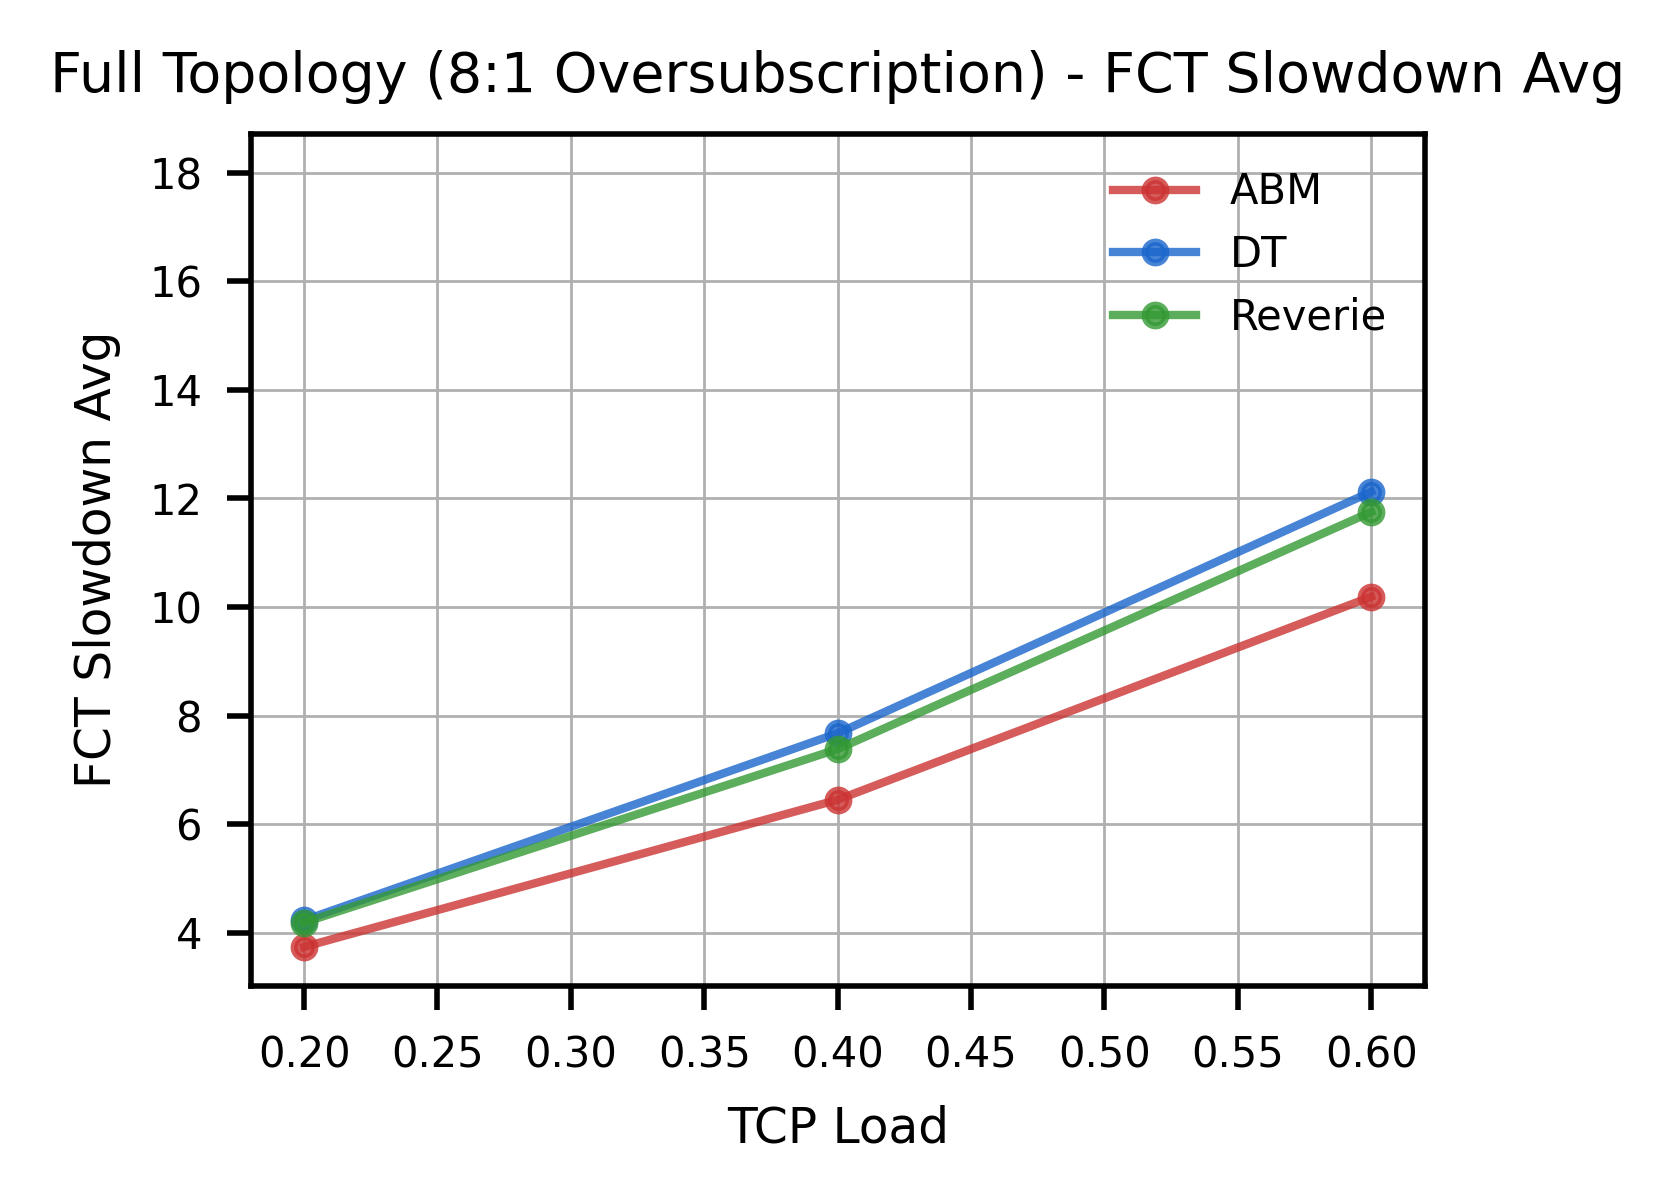 Full Topology (8:1 Oversubscription) - FCT Slowdown Avg
18
16
14
12
10
8
6
4
FCT Slowdown Avg
ABM
DT
Reverie
0.20 0.25 0.30 0.35 0.40 0.45 0.50 0.55 0.60
TCP Load